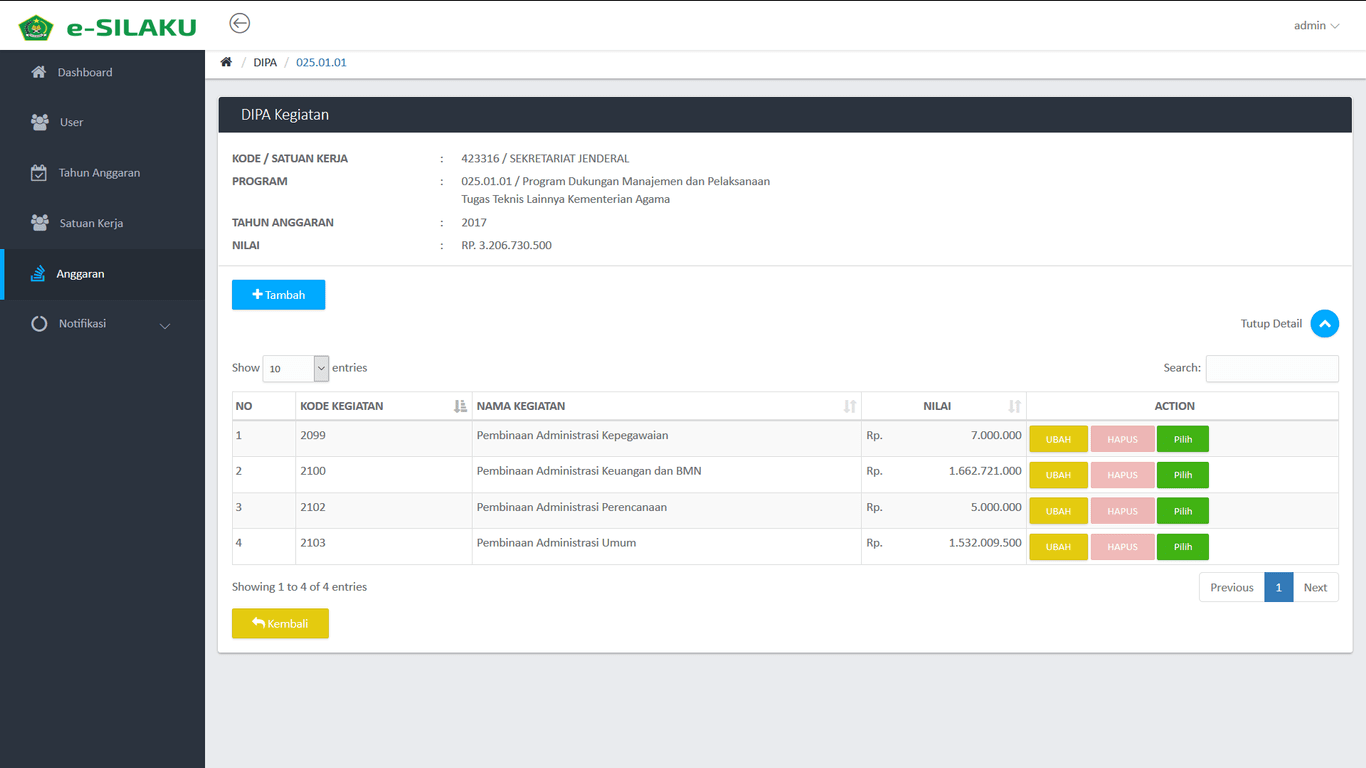 e-SILAKU
admin
Dashboard
User
Tahun Anggaran
Satuan Kerja
Anggaran
Notifikasi
/ DIPA / 025.01.01
DIPA Kegiatan
KODE / SATUAN KERJA : 423316 / SEKRETARIAT JENDERAL
PROGRAM : 025.01.01 / Program Dukungan Manajemen dan Pelaksanaan
Tugas Teknis Lainnya Kementerian Agama
TAHUN ANGGARAN : 2017
NILAI : RP. 3.206.730.500
Tambah
Tutup Detail
Show 10 entries
Search:
NO KODE KEGIATAN NAMA KEGIATAN NILAI ACTION
1 2099 Pembinaan Administrasi Kepegawaian Rp. 7.000.000 UBAH HAPUS Pilih
2 2100 Pembinaan Administrasi Keuangan dan BMN Rp. 1.662.721.000 UBAH HAPUS Pilih
3 2102 Pembinaan Administrasi Perencanaan Rp. 5.000.000 UBAH HAPUS Pilih
4 2103 Pembinaan Administrasi Umum Rp. 1.532.009.500 UBAH HAPUS Pilih
Showing 1 to 4 of 4 entries
Previous 1 Next
Kembali